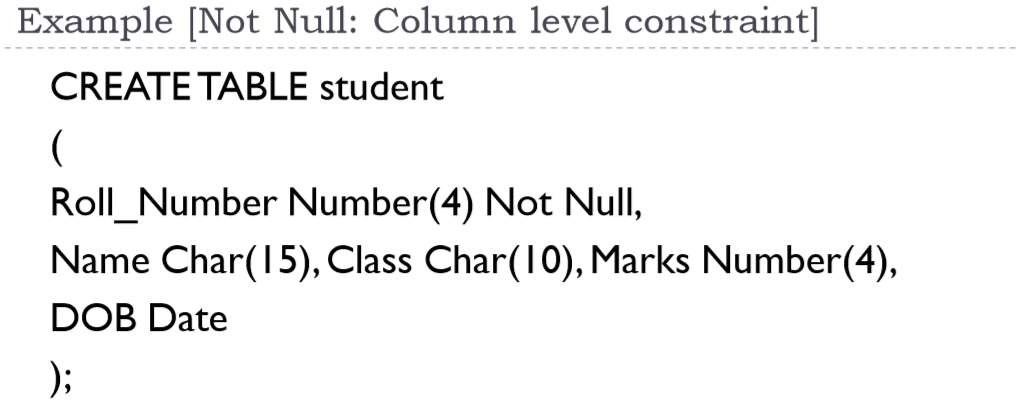 Example [Not Null: Column level constraint]
CREATE TABLE student
(
Roll_Number Number(4) Not Null,
Name Char(15), Class Char(10), Marks Number(4),
DOB Date
);